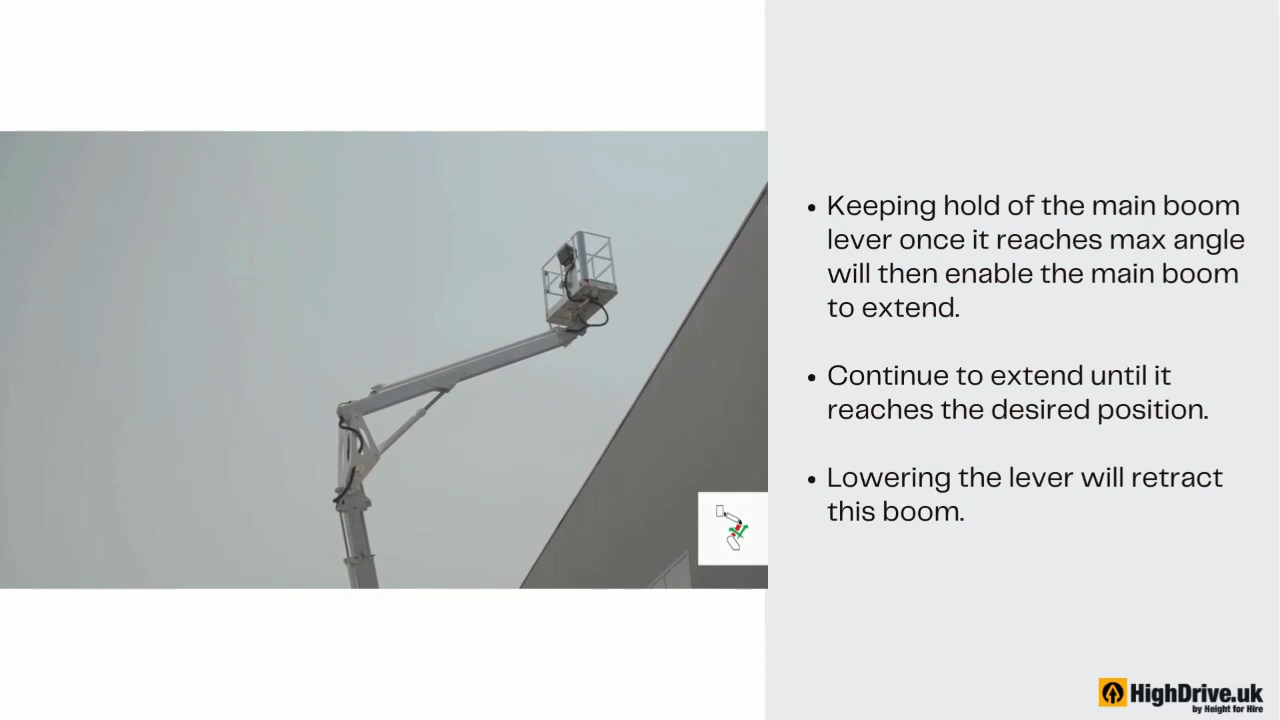 Keeping hold of the main boom
lever once it reaches max angle
will then enable the main boom
to extend.
Continue to extend until it
reaches the desired position.
Lowering the lever will retract
this boom.
HighDrive.uk
by Height for Hire